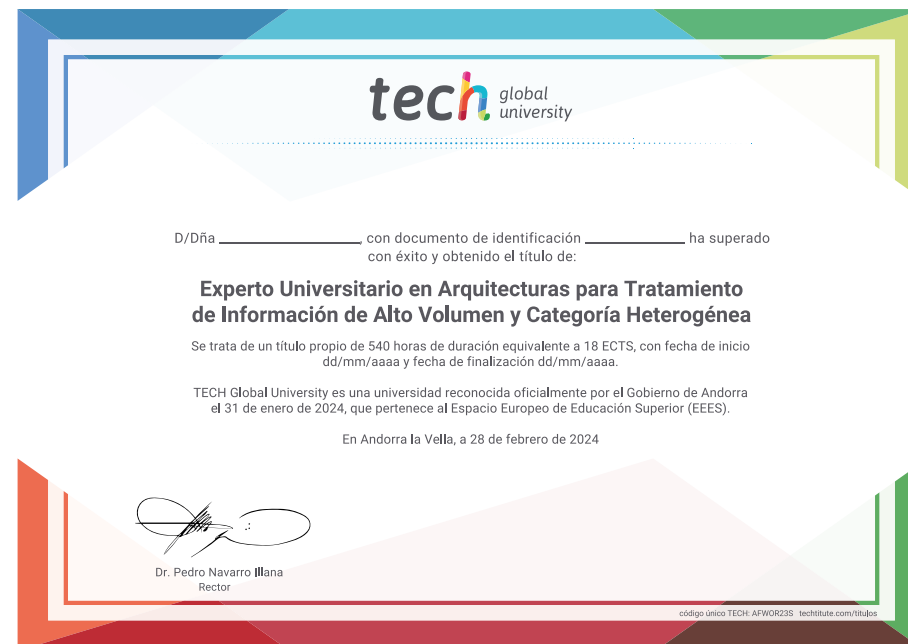 tech global university
D/Dña ____________________, con documento de identificación ______________ ha superado
con éxito y obtenido el título de:
Experto Universitario en Arquitecturas para Tratamiento
de Información de Alto Volumen y Categoría Heterogénea
Se trata de un título propio de 540 horas de duración equivalente a 18 ECTS, con fecha de inicio
dd/mm/aaaa y fecha de finalización dd/mm/aaaa.
TECH Global University es una universidad reconocida oficialmente por el Gobierno de Andorra
el 31 de enero de 2024, que pertenece al Espacio Europeo de Educación Superior (EEES).
En Andorra la Vella, a 28 de febrero de 2024
Dr. Pedro Navarro Illana
Rector
código único TECH: AFWOR23S techtitute.com/titulos